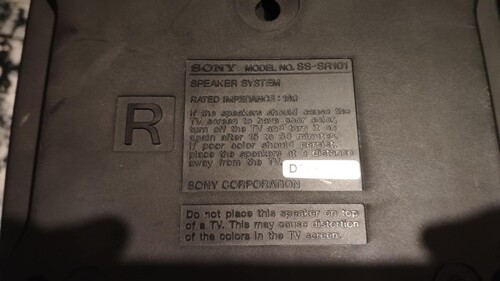 SONY MODEL NO. SS-SR101
SPEAKER SYSTEM
RATED IMPEDANCE: 16Ω
If the speakers should cause the
TV screen to have poor color,
turn off the TV and turn it on
again after 15 to 30 minutes.
If poor color should persist,
place the speakers at a distance
away from the TV.
D
SONY CORPORATION
R
Do not place this speaker on top
of a TV. This may cause distortion
of the colors in the TV screen.